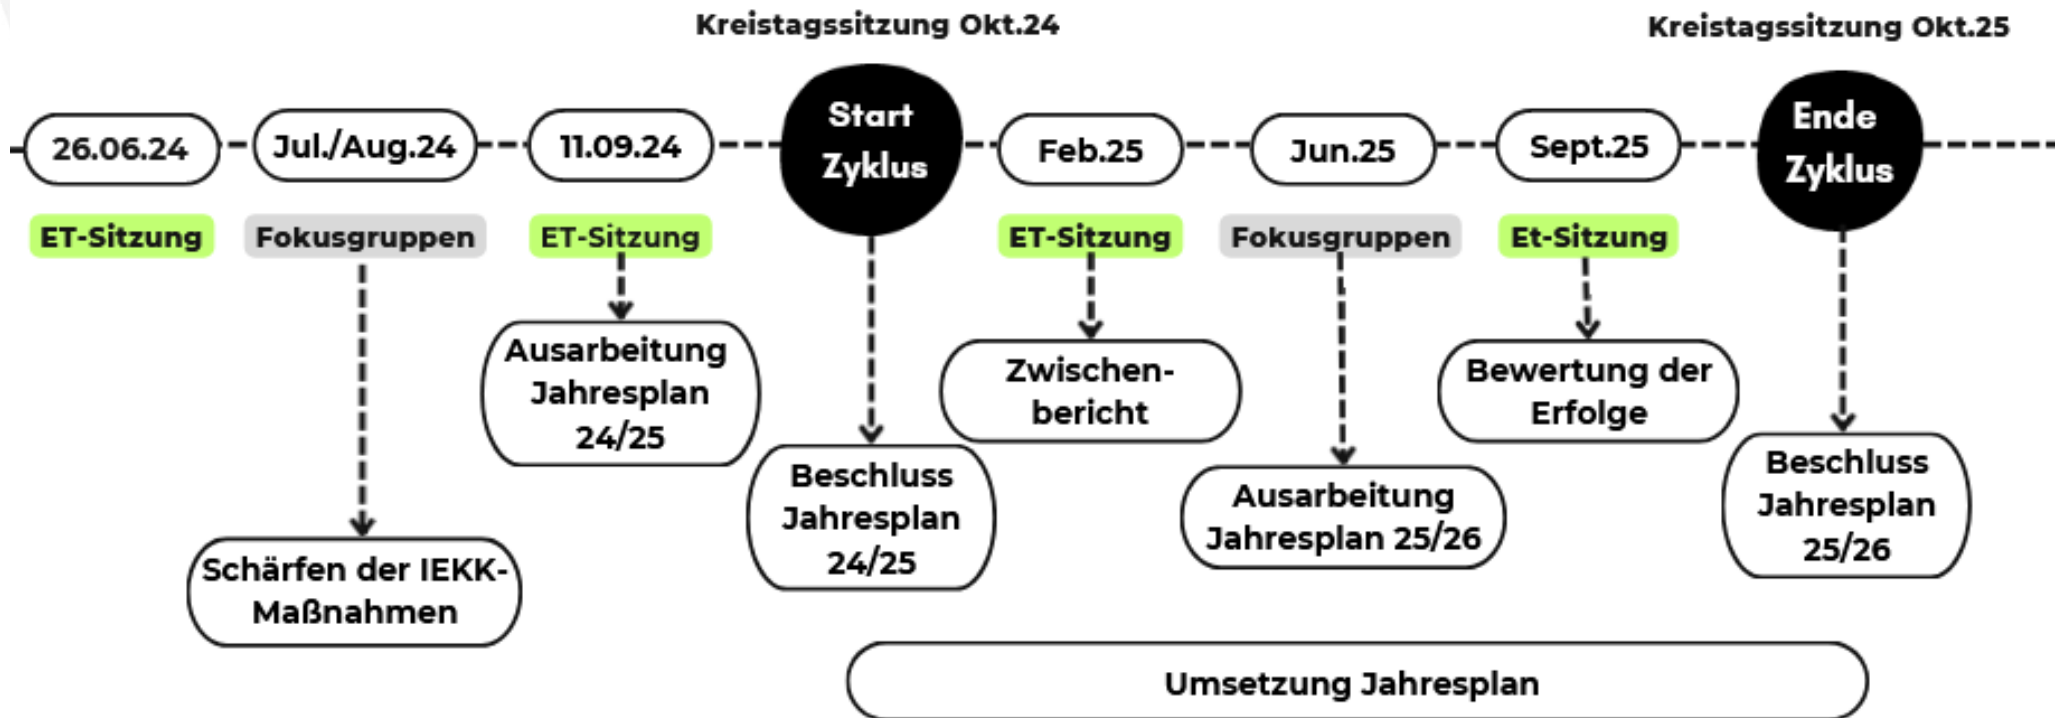 Kreistagssitzung Okt.24
Kreistagssitzung Okt.25
26.06.24
Jul./Aug.24
11.09.24
Start
Zyklus
Feb.25
Jun.25
Sept.25
Ende
Zyklus
ET-Sitzung
Fokusgruppen
ET-Sitzung
ET-Sitzung
Fokusgruppen
Et-Sitzung
Ausarbeitung
Jahresplan
24/25
Zwischen-
bericht
Bewertung der
Erfolge
Beschluss
Jahresplan
24/25
Ausarbeitung
Jahresplan 25/26
Beschluss
Jahresplan
25/26
Schärfen der IEKK-
Maßnahmen
Umsetzung Jahresplan